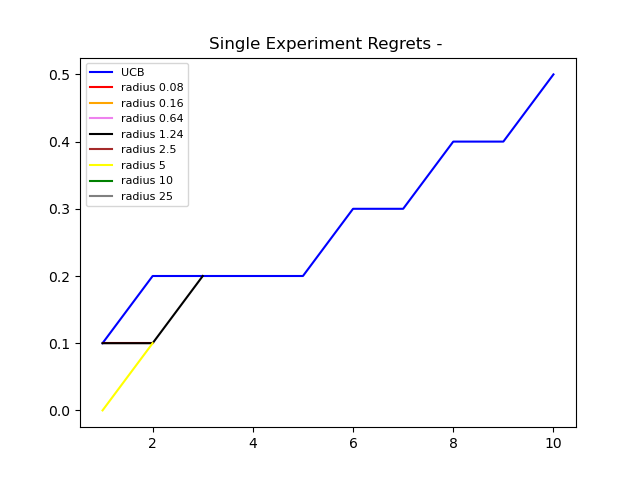 Single Experiment Regrets -
UCB
radius 0.08
radius 0.16
radius 0.64
radius 1.24
radius 2.5
radius 5
radius 10
radius 25
0.5
0.4
0.3
0.2
0.1
0.0
2 4 6 8 10